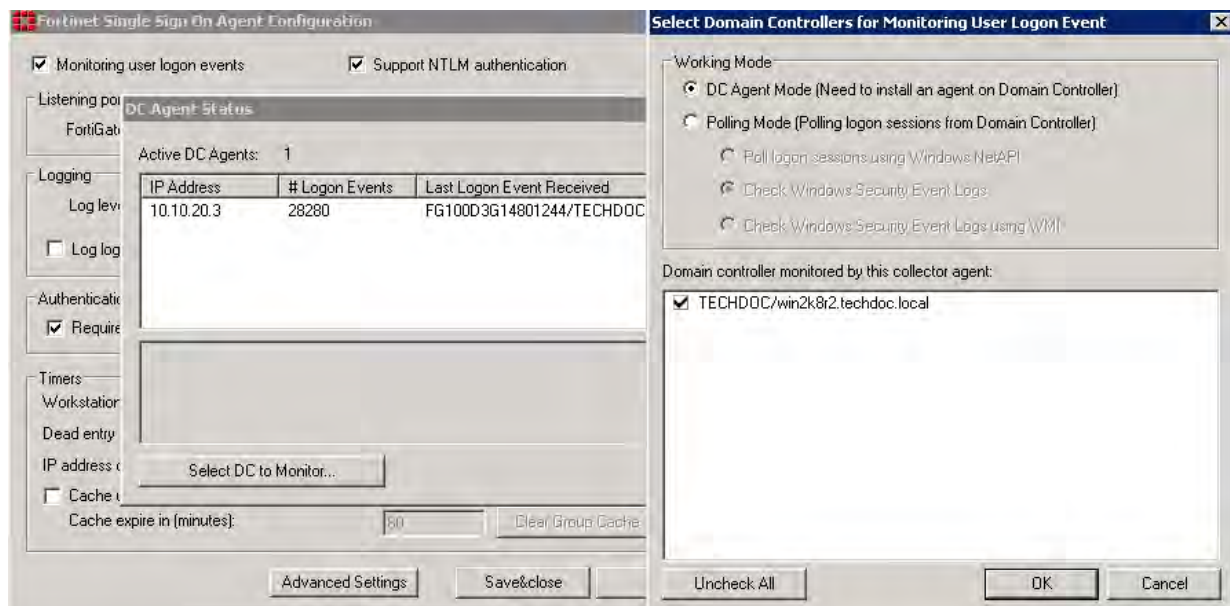 Fortinet Single Sign On Agent Configuration
Monitoring user logon events
Support NTLM authentication
Listening por
FortiGate
DC Agent Status
Active DC Agents: 1
IP Address # Logon Events Last Logon Event Received
10.10.20.3 28280 FG100D3G14801244/TECHDOC
Logging
Log leve
Log log
Authenticatio
Require
Timers
Workstation
Dead entry
IP address c
Cache u
Select DC to Monitor...
Cache expire in (minutes): 80 Clear Group Cache
Advanced Settings Save&close
Select Domain Controllers for Monitoring User Logon Event
Working Mode
DC Agent Mode (Need to install an agent on Domain Controller)
Polling Mode (Polling logon sessions from Domain Controller)
Poll logon sessions using Windows NetAPI
Check Windows Security Event Logs
Check Windows Security Event Logs using WMI
Domain controller monitored by this collector agent:
TECHDOC/win2k8r2.techdoc.local
Uncheck All OK Cancel